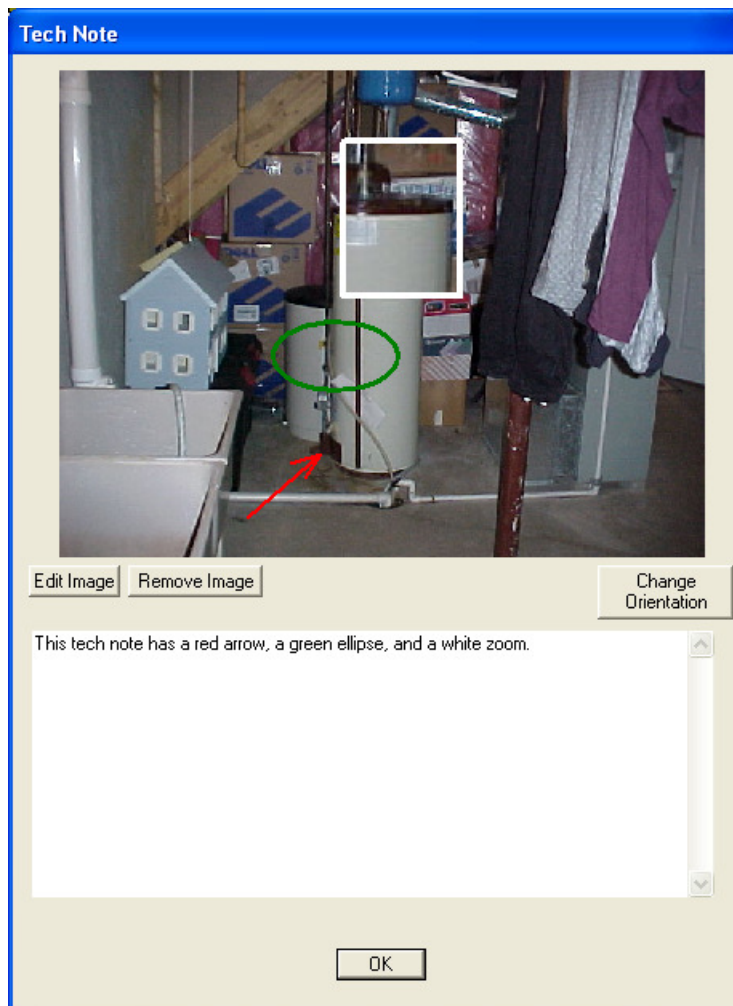 Tech Note
DELL
Edit Image
Remove Image
Change
Orientation
This tech note has a red arrow, a green ellipse, and a white zoom.
OK